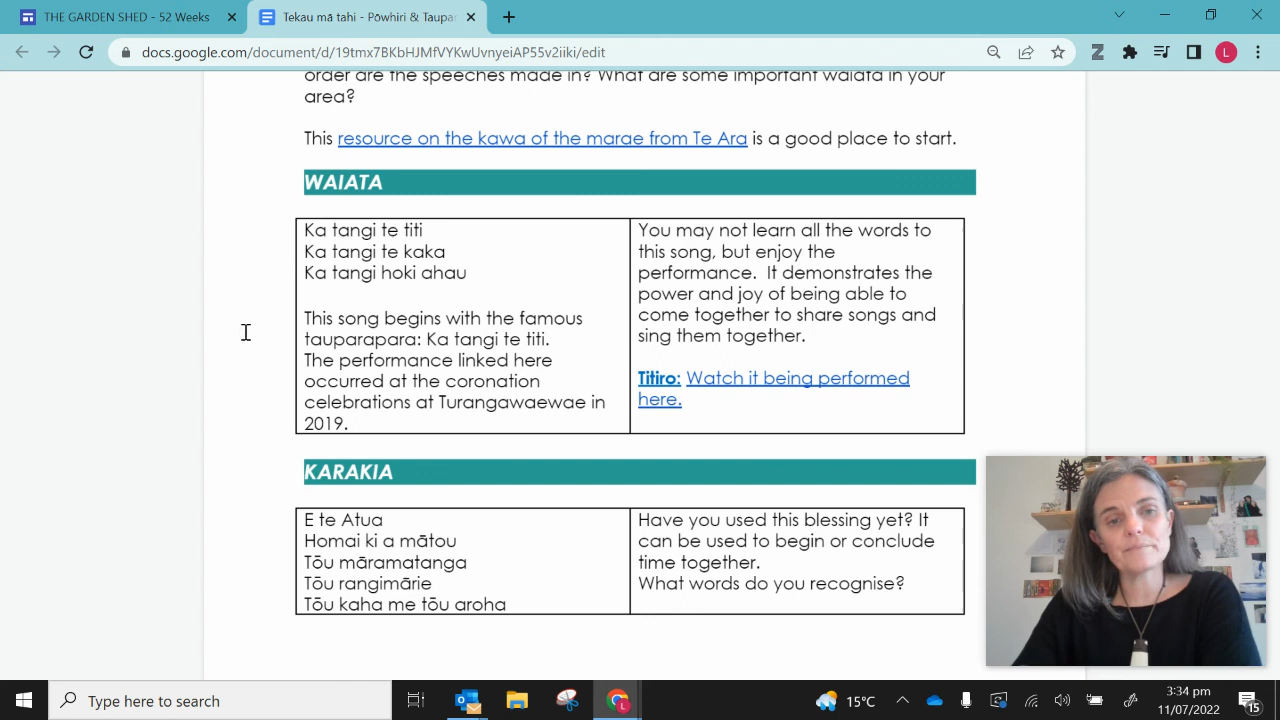 THE GARDEN SHED - 52 Weeks
Tekau mā tahi - Pōwhiri & Taupar
docs.google.com/document/d/19tmx7BKbHJMfVYKwUvnyeiAP55v2iiki/edit
L
order are the speeches made in? What are some important waiata in your
area?
This resource on the kawa of the marae from Te Ara is a good place to start.
WAIATA
Ka tangi te titi
Ka tangi te kaka
Ka tangi hoki ahau
This song begins with the famous
tauparapara: Ka tangi te titi.
The performance linked here
occurred at the coronation
celebrations at Turangawaewae in
2019.
You may not learn all the words to
this song, but enjoy the
performance. It demonstrates the
power and joy of being able to
come together to share songs and
sing them together.
Titiro: Watch it being performed
here.
KARAKIA
E te Atua
Homai ki a mātou
Tōu māramatanga
Tōu rangimārie
Tōu kaha me tōu aroha
Have you used this blessing yet? It
can be used to begin or conclude
time together.
What words do you recognise?
Type here to search
L
15°C
3:34 pm
11/07/2022
15